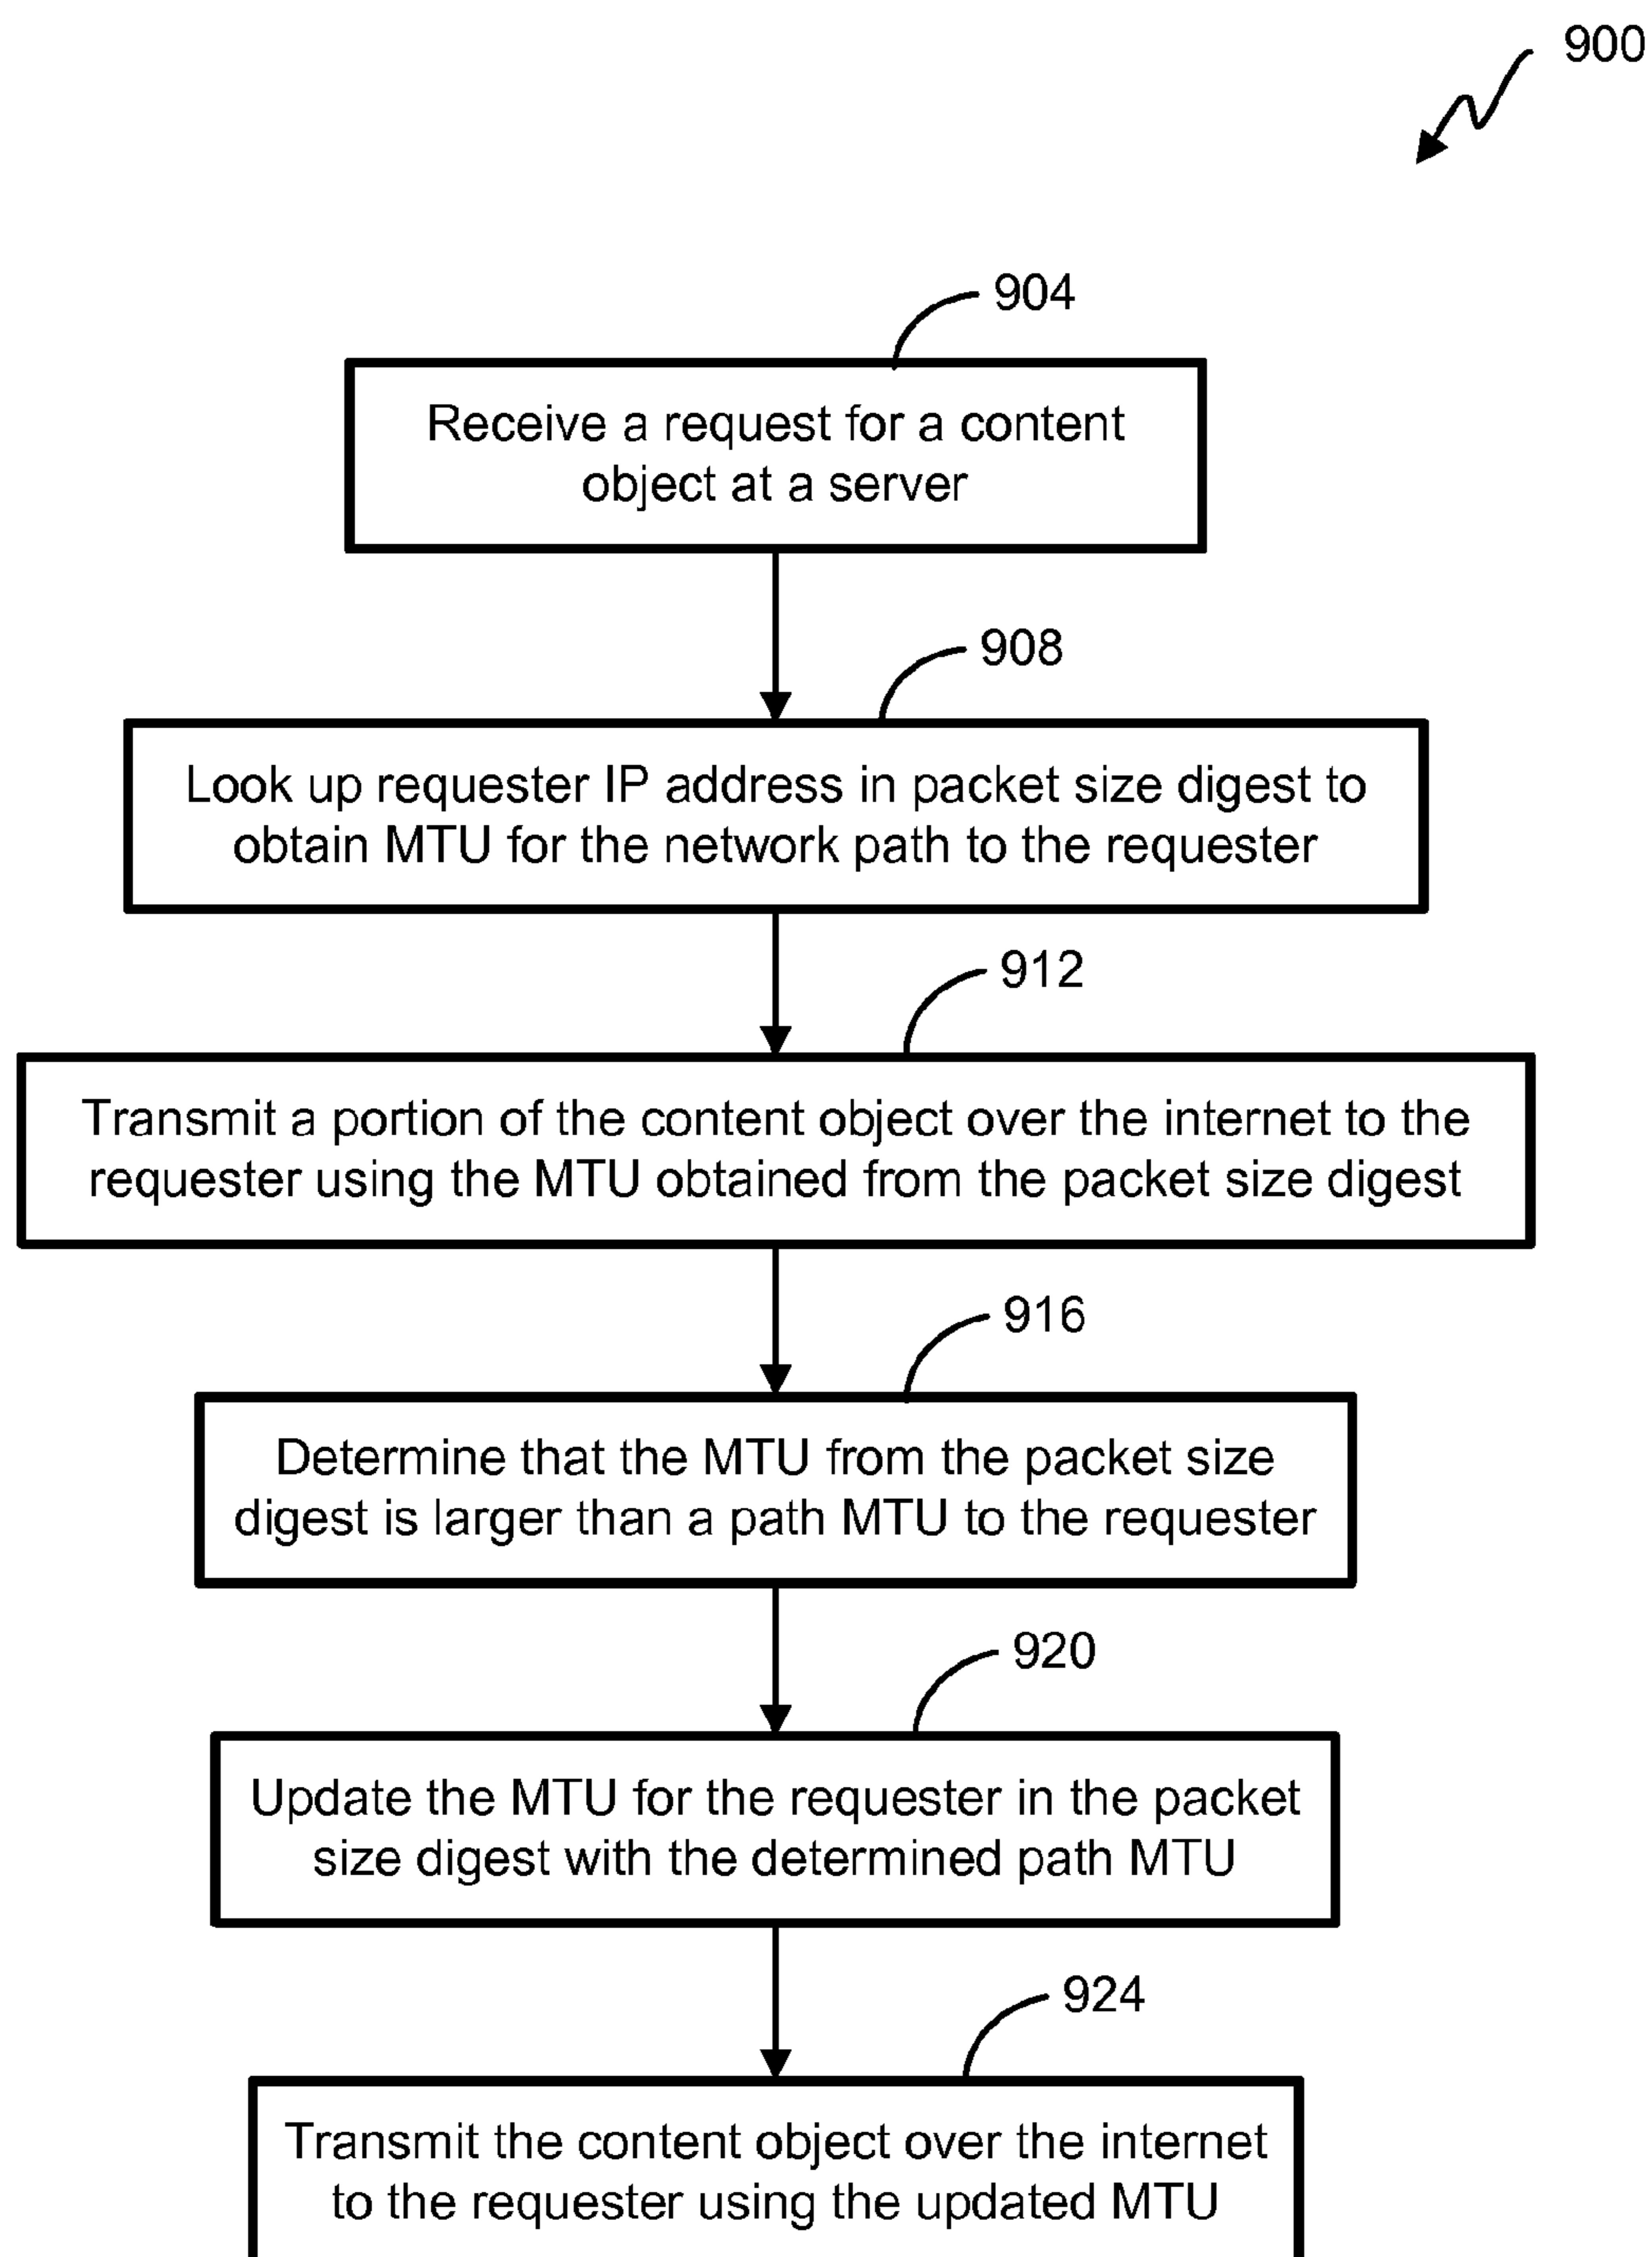 900
904
Receive a request for a content
object at a server
908
Look up requester IP address in packet size digest to
obtain MTU for the network path to the requester
912
Transmit a portion of the content object over the internet to the
requester using the MTU obtained from the packet size digest
916
Determine that the MTU from the packet size
digest is larger than a path MTU to the requester
920
Update the MTU for the requester in the packet
size digest with the determined path MTU
924
Transmit the content object over the internet
to the requester using the updated MTU